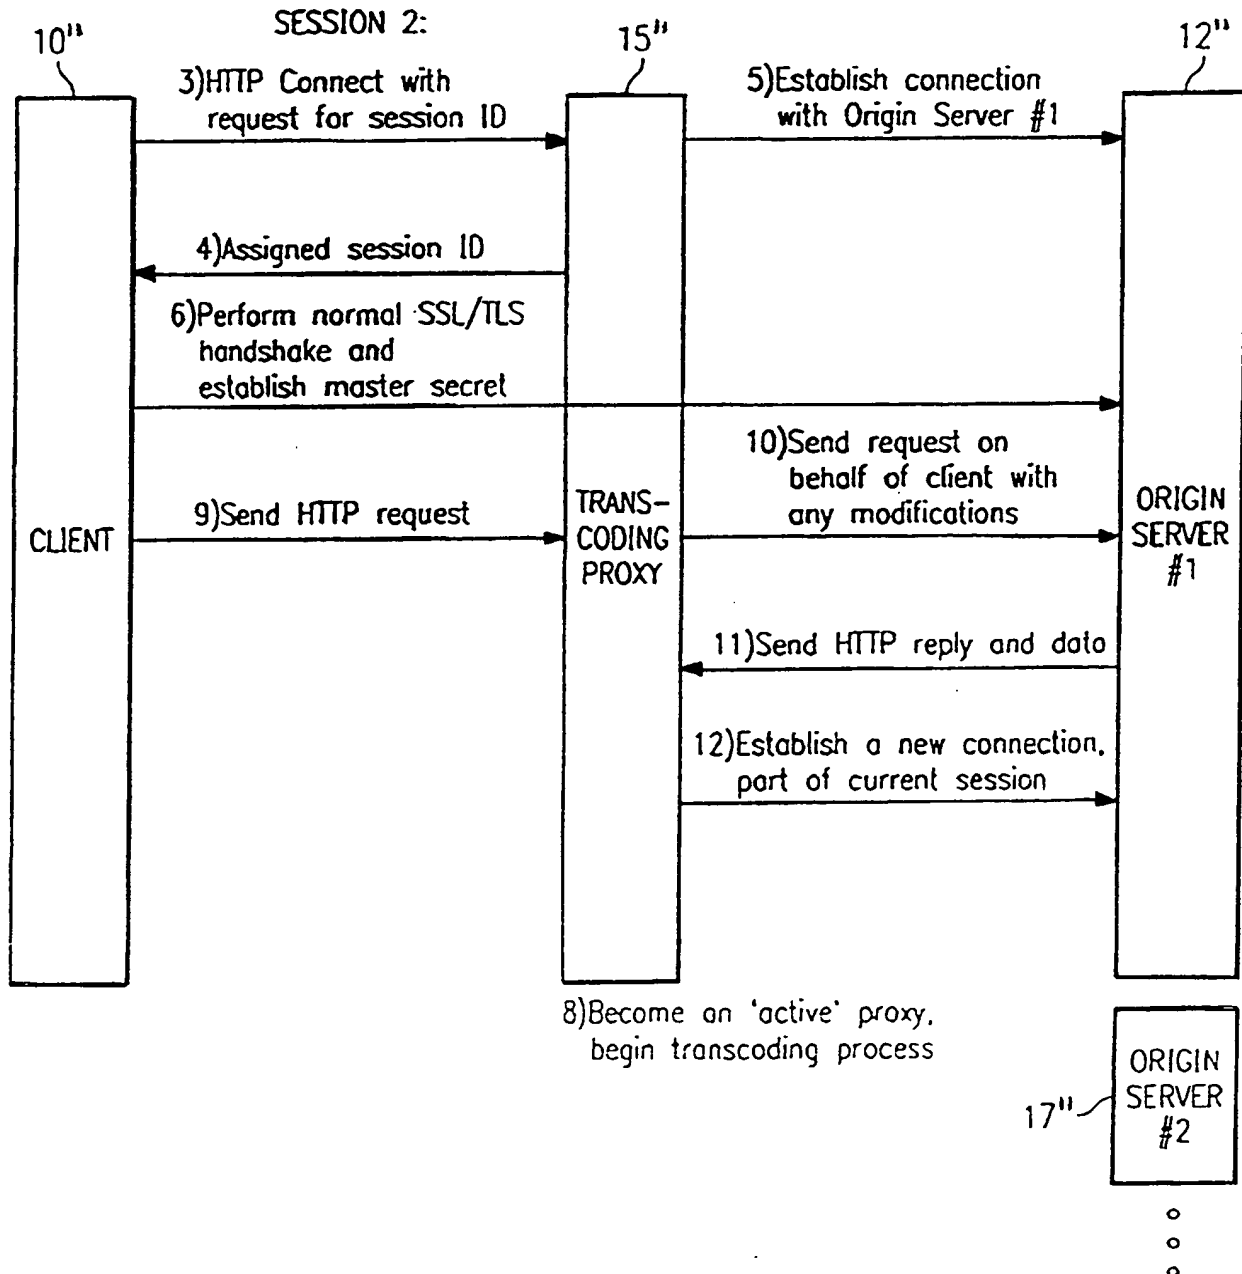 SESSION 2:
10"
15"
12"
3)HTTP Connect with
request for session ID
5)Establish connection
with Origin Server #1
4)Assigned session ID
6)Perform normal SSL/TLS
handshake and
establish master secret
10)Send request on
behalf of client with
any modifications
9)Send HTTP request
CLIENT
TRANS-
CODING
PROXY
ORIGIN
SERVER
#1
11)Send HTTP reply and data
12)Establish a new connection,
part of current session
8)Become an 'active' proxy,
begin transcoding process
ORIGIN
SERVER
#2
17"